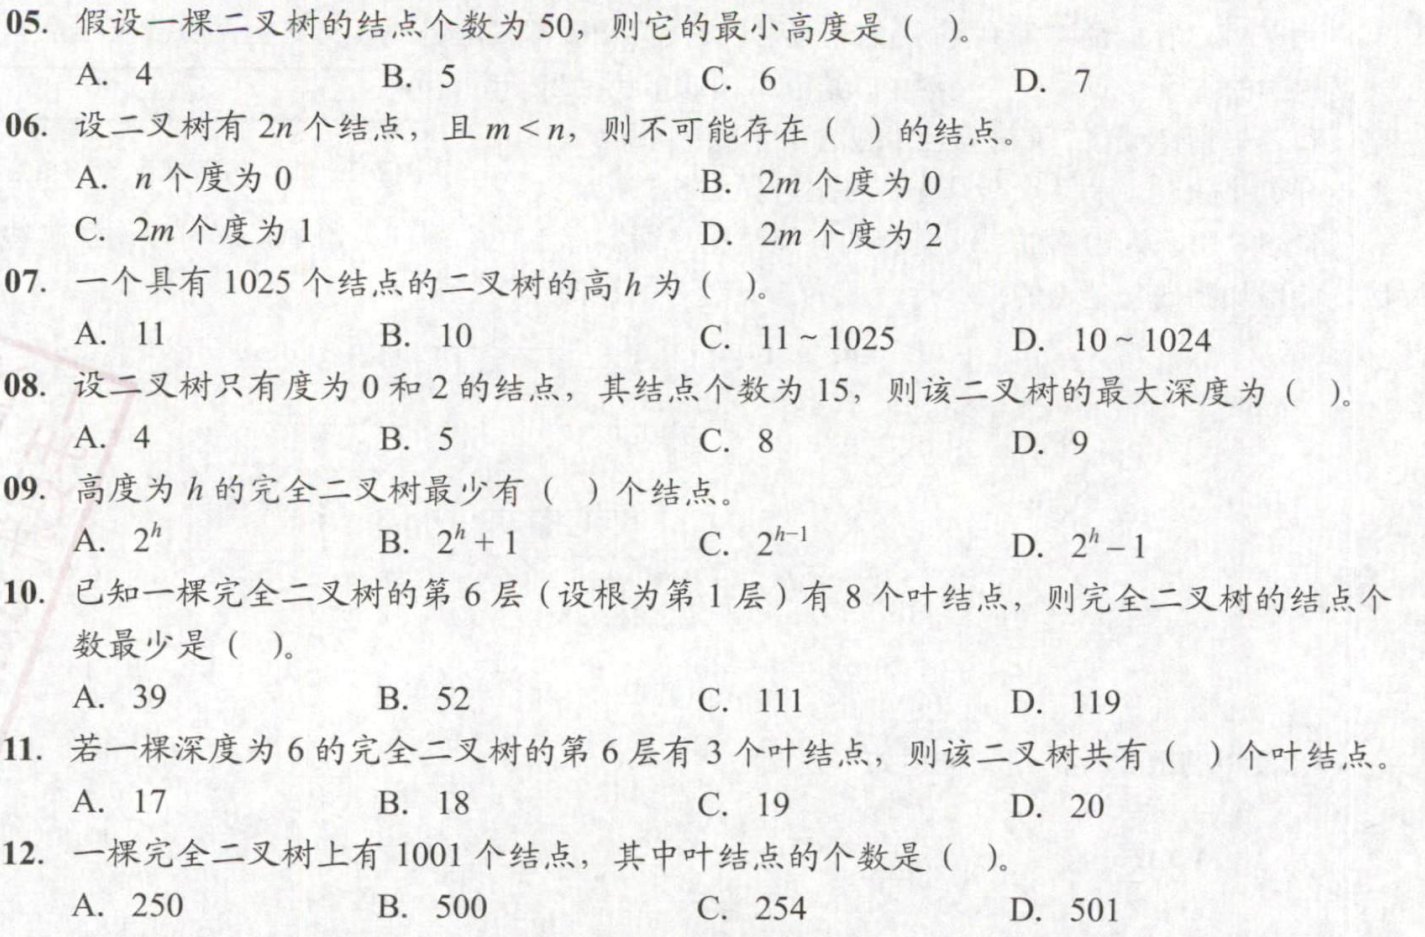 05. 假设一棵二叉树的结点个数为 50，则它的最小高度是（ ）。
A. 4 B. 5 C. 6 D. 7
06. 设二叉树有 2n 个结点，且 m < n，则不可能存在（ ）的结点。
A. n 个度为 0 B. 2m 个度为 0
C. 2m 个度为 1 D. 2m 个度为 2
07. 一个具有 1025 个结点的二叉树的高 h 为（ ）。
A. 11 B. 10 C. 11 ~ 1025 D. 10 ~ 1024
08. 设二叉树只有度为 0 和 2 的结点，其结点个数为 15，则该二叉树的最大深度为（ ）。
A. 4 B. 5 C. 8 D. 9
09. 高度为 h 的完全二叉树最少有（ ）个结点。
A. 2^h B. 2^h + 1 C. 2^{h−1} D. 2^h − 1
10. 已知一棵完全二叉树的第 6 层（设根为第 1 层）有 8 个叶结点，则完全二叉树的结点个
数最少是（ ）。
A. 39 B. 52 C. 111 D. 119
11. 若一棵深度为 6 的完全二叉树的第 6 层有 3 个叶结点，则该二叉树共有（ ）个叶结点。
A. 17 B. 18 C. 19 D. 20
12. 一棵完全二叉树上有 1001 个结点，其中叶结点的个数是（ ）。
A. 250 B. 500 C. 254 D. 501